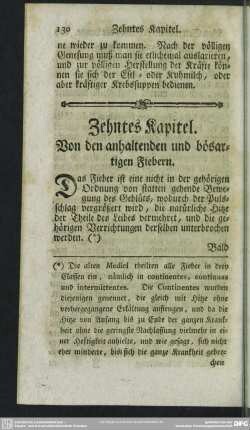 130 Zehntes Kapitel.
ne wieder zu kommen. Nach der völligen
Genesung muß man sie etlichemal auslariren,
und zur völligen Herstellung der Kräfte kön
nen sie sich der Esel- oder Kuhmilch, oder
aber kräftiger Krebssuppen bedienen.
Zehntes Kapitel.
Von den anhaltenden und bösar-
tigen Fiebern.
Das Fieber ist eine nicht in der gehörigen
Ordnung von statten gehende Bewe-
gung des Geblüts, wodurch der Puls-
schlag vergrößert wird, die natürliche Hitze
der Theile des Leibes vermehret, und die ge-
hörigen Verrichtungen derselben unterbrochen
werden. (*)
Bald
(*) Die alten Medici theilten alle Fieber in drey
Classen ein, nämlich in continentes, continuas
und intermittentes. Die Continentes wurden
diejenigen genennet, die gleich mit Hitze ohne
vorhergegangene Erkältung anfiengen, und da die
Hitze von Anfang bis zu Ende der ganzen Krank-
heit ohne die geringste Nachlassung vielmehr in ei-
ner Heftigkeit anhielte, und wie gesagt, sich nicht
eher minderte, bis sich die ganze Krankheit gebro-
chen